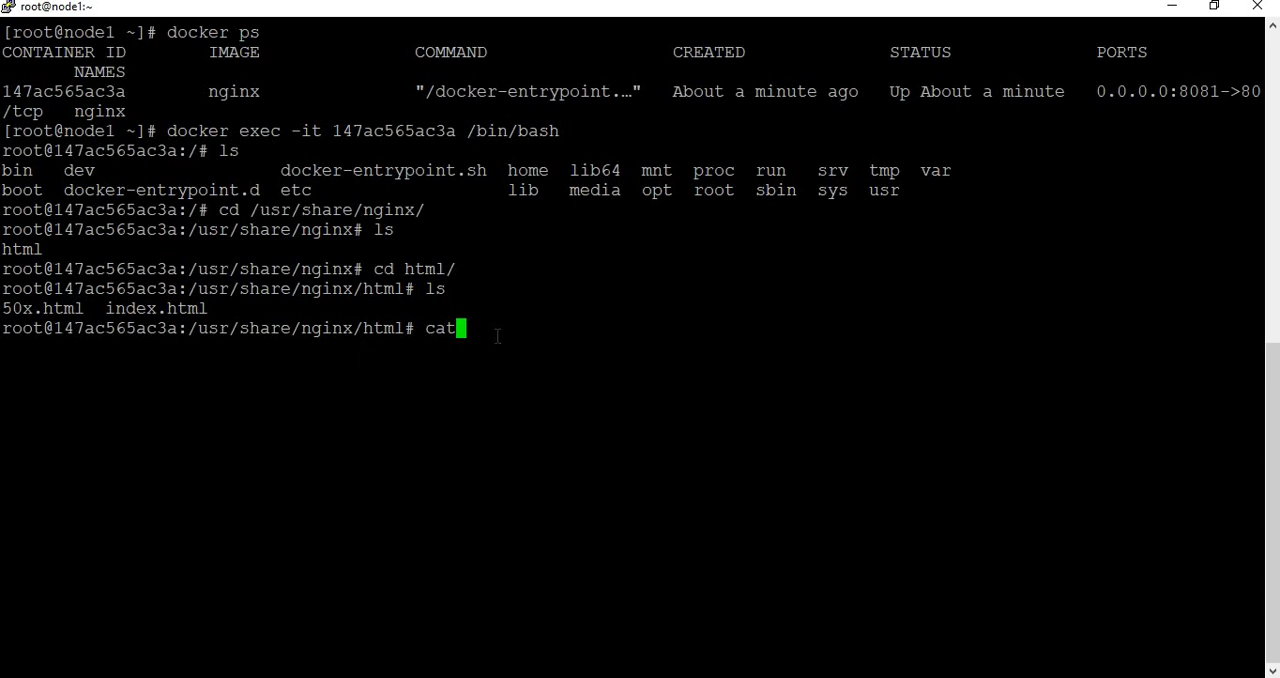 root@node1:~
[root@node1 ~]# docker ps
CONTAINER ID        IMAGE               COMMAND                  CREATED             STATUS              PORTS
       NAMES
147ac565ac3a        nginx               "/docker-entrypoint.…"   About a minute ago   Up About a minute   0.0.0.0:8081->80
/tcp   nginx
[root@node1 ~]# docker exec -it 147ac565ac3a /bin/bash
root@147ac565ac3a:/# ls
bin   dev                  docker-entrypoint.sh  home  lib64  mnt  proc  run   srv  tmp  var
boot  docker-entrypoint.d  etc                   lib   media  opt  root  sbin  sys  usr
root@147ac565ac3a:/# cd /usr/share/nginx/
root@147ac565ac3a:/usr/share/nginx# ls
html
root@147ac565ac3a:/usr/share/nginx# cd html/
root@147ac565ac3a:/usr/share/nginx/html# ls
50x.html  index.html
root@147ac565ac3a:/usr/share/nginx/html# cat